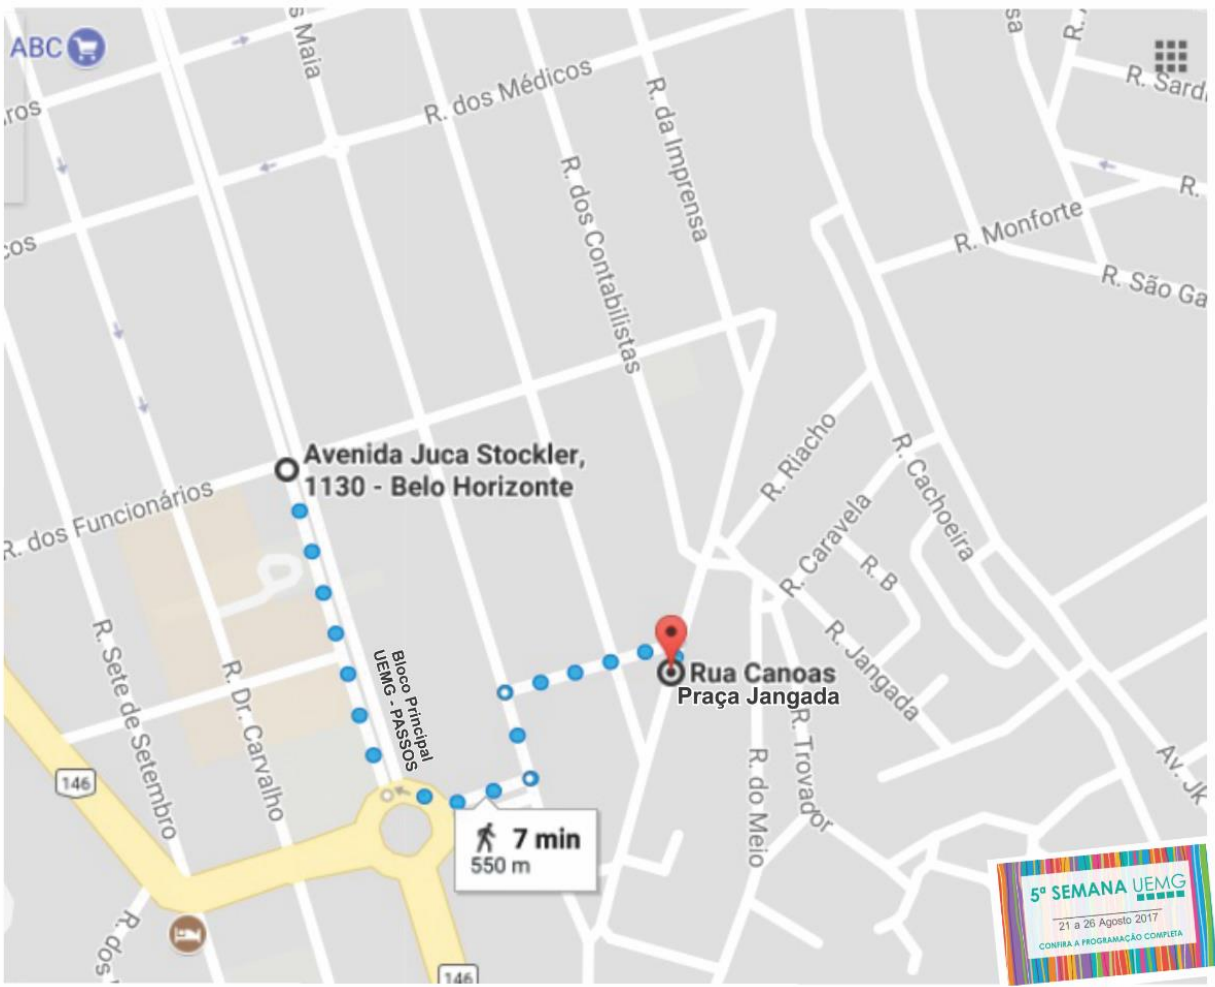 ABC
s Maia
R. dos Médicos
R. da Imprensa
sa
R.
R. Sardi
R.
ros
cos
R. dos Contabilistas
R. Monforte
R. São Ga
Avenida Juca Stockler,
1130 - Belo Horizonte
R. dos Funcionários
R. Riacho
R. Cachoeira
R. Caravela
R. B
R. Jangada
Rua Canoas
Praça Jangada
R. Sete de Setembro
R. Dr. Carvalho
Bloco Principal
UEMG - PASSOS
R. Trovador
R. do Meio
Av. Jk
146
7 min
550 m
R. dos
146
5ª SEMANA UEMG
21 a 26 Agosto 2017
CONFIRA A PROGRAMAÇÃO COMPLETA